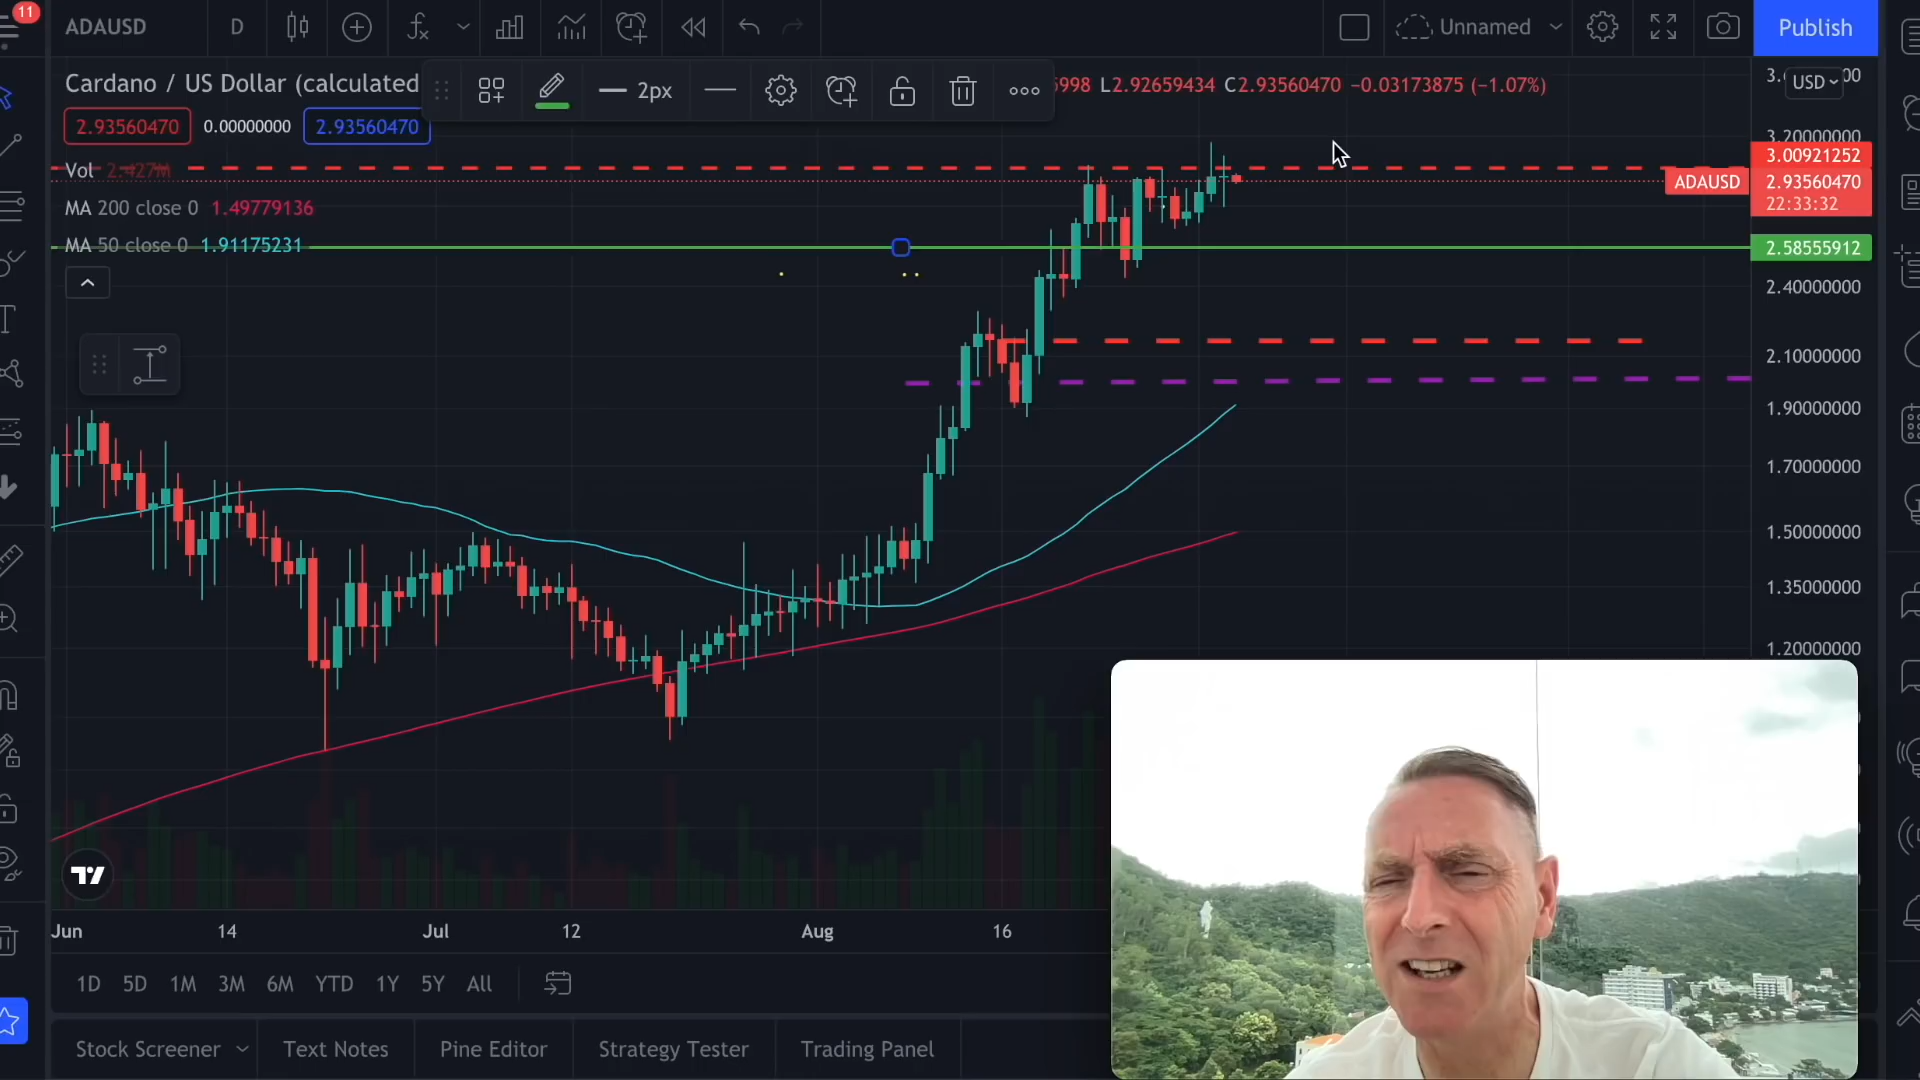 11
ADAUSD
D
Unnamed
Publish
Cardano / US Dollar (calculated
2px
998 L2.92659434 C2.93560470 −0.03173875 (−1.07%)
USD
2.93560470
0.00000000
2.93560470
3.20000000
3.00921252
Vol 2.427M
ADAUSD
2.93560470
22:33:32
MA 200 close 0 1.49779136
MA 50 close 0 1.91175231
2.58555912
2.40000000
2.10000000
1.90000000
1.70000000
1.50000000
1.35000000
1.20000000
Jun
14
Jul
12
Aug
16
1D
5D
1M
3M
6M
YTD
1Y
5Y
All
Stock Screener
Text Notes
Pine Editor
Strategy Tester
Trading Panel